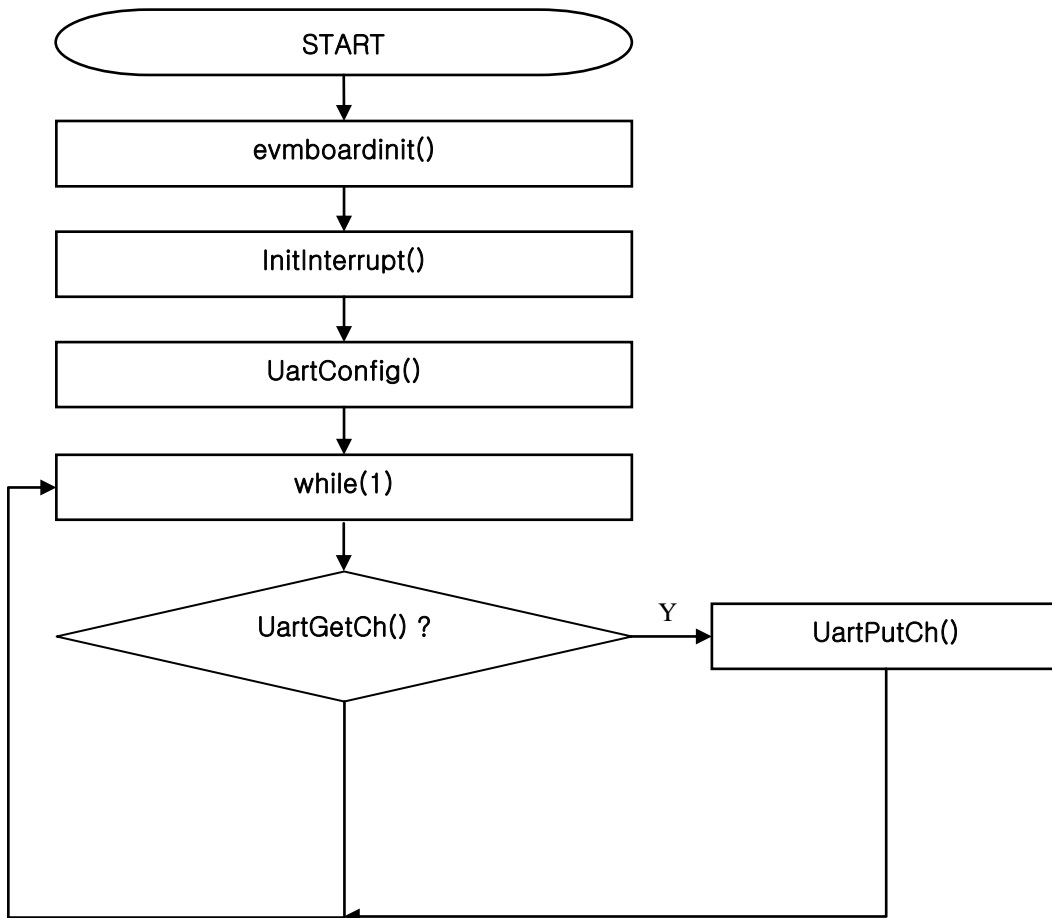 START
evmboardinit()
InitInterrupt()
UartConfig()
while(1)
UartGetCh() ?
Y
UartPutCh()